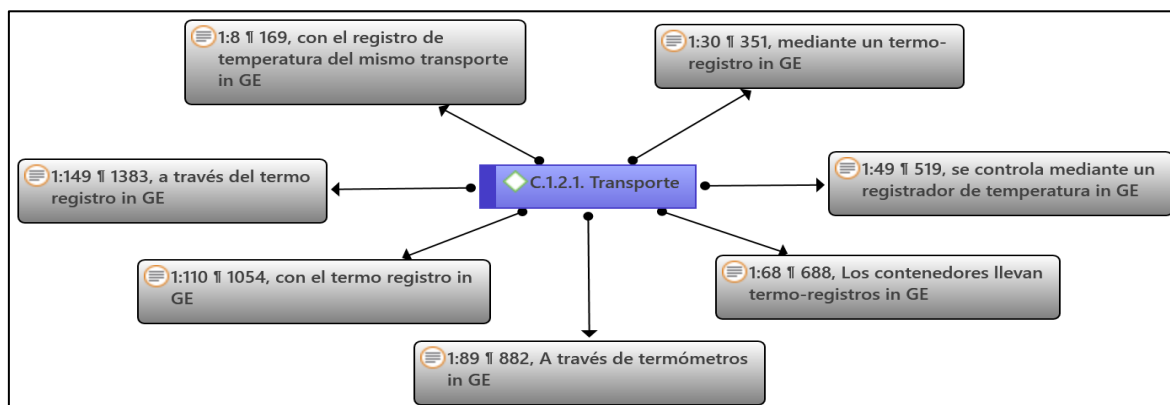 1:8 ¶ 169, con el registro de
temperatura del mismo transporte
in GE
1:30 ¶ 351, mediante un termo-
registro in GE
1:149 ¶ 1383, a través del termo
registro in GE
C.1.2.1. Transporte
1:49 ¶ 519, se controla mediante un
registrador de temperatura in GE
1:110 ¶ 1054, con el termo registro in
GE
1:68 ¶ 688, Los contenedores llevan
termo-registros in GE
1:89 ¶ 882, A través de termómetros
in GE